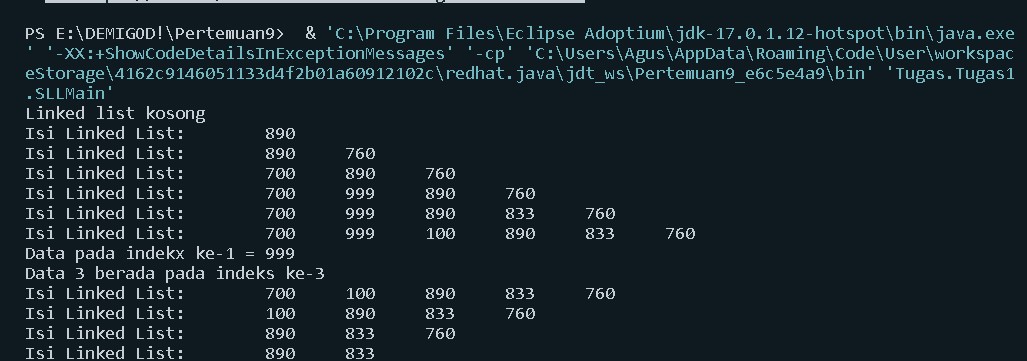 PS E:\DEMIGOD!\Pertemuan9>  & 'C:\Program Files\Eclipse Adoptium\jdk-17.0.1.12-hotspot\bin\java.exe
' '-XX:+ShowCodeDetailsInExceptionMessages' '-cp' 'C:\Users\Agus\AppData\Roaming\Code\User\workspac
eStorage\4162c9146051133d4f2b01a60912102c\redhat.java\jdt_ws\Pertemuan9_e6c5e4a9\bin' 'Tugas.Tugas1
.SLLMain'
Linked list kosong
Isi Linked List:        890
Isi Linked List:        890     760
Isi Linked List:        700     890     760
Isi Linked List:        700     999     890     760
Isi Linked List:        700     999     890     833     760
Isi Linked List:        700     999     100     890     833     760
Data pada indekx ke-1 = 999
Data 3 berada pada indeks ke-3
Isi Linked List:        700     100     890     833     760
Isi Linked List:        100     890     833     760
Isi Linked List:        890     833     760
Isi Linked List:        890     833